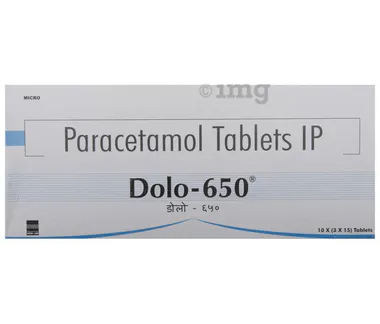 ©1mg
MICRO
Paracetamol Tablets IP
Dolo-650®
डोलो - ६५०
10 X (3 X 15) Tablets